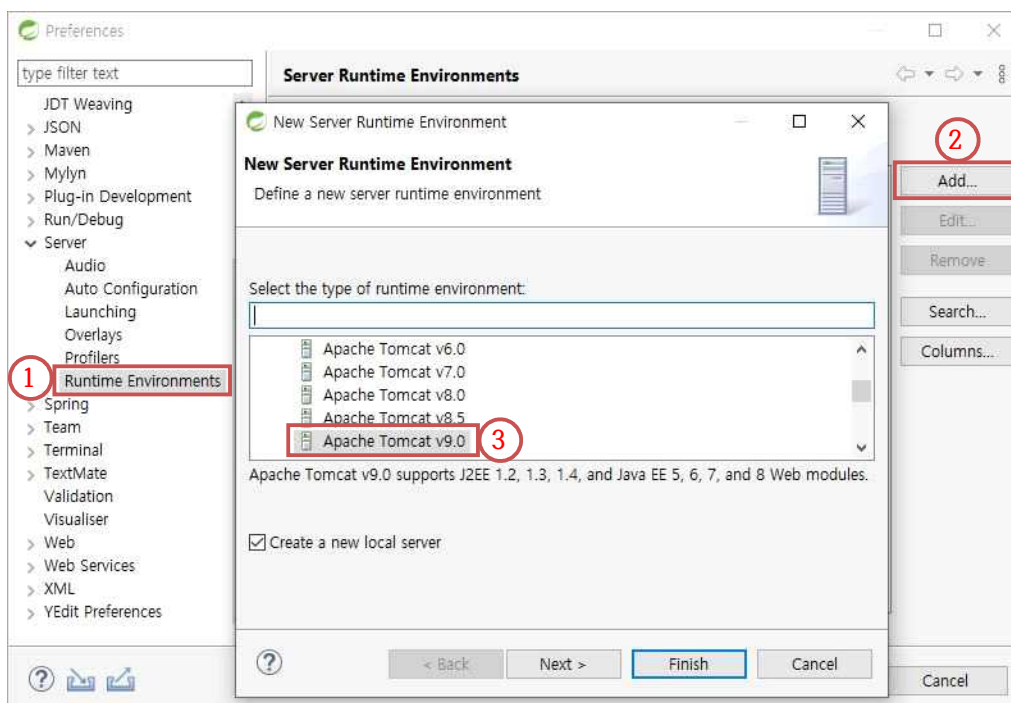 Preferences
type filter text
JDT Weaving
JSON
Maven
Mylyn
Plug-in Development
Run/Debug
Server
Audio
Auto Configuration
Launching
Overlays
Profilers
1
Runtime Environments
Spring
Team
Terminal
TextMate
Validation
Visualiser
Web
Web Services
XML
YEdit Preferences
Server Runtime Environments
2
Add...
Edit...
Remove
Search...
Columns...
New Server Runtime Environment
New Server Runtime Environment
Define a new server runtime environment
Select the type of runtime environment:
Apache Tomcat v6.0
Apache Tomcat v7.0
Apache Tomcat v8.0
Apache Tomcat v8.5
Apache Tomcat v9.0
3
Apache Tomcat v9.0 supports J2EE 1.2, 1.3, 1.4, and Java EE 5, 6, 7, and 8 Web modules.
Create a new local server
?
< Back
Next >
Finish
Cancel
?
Cancel